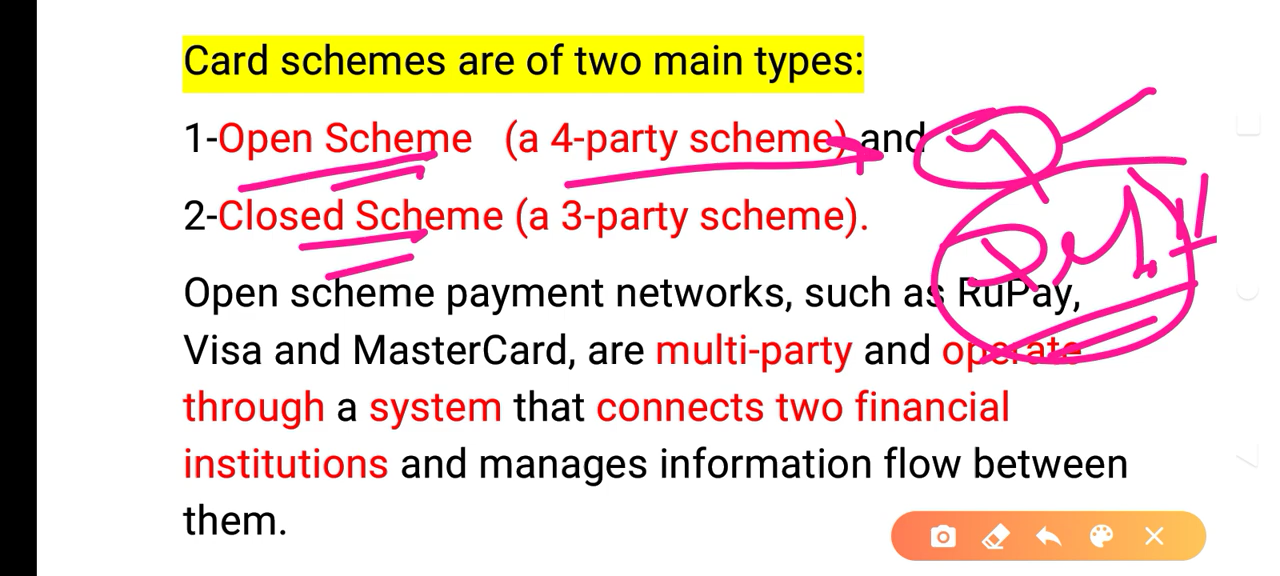 Card schemes are of two main types:
1-Open Scheme (a 4-party scheme) and
2-Closed Scheme (a 3-party scheme).
Open scheme payment networks, such as RuPay,
Visa and MasterCard, are multi-party and operate
through a system that connects two financial
institutions and manages information flow between
them.